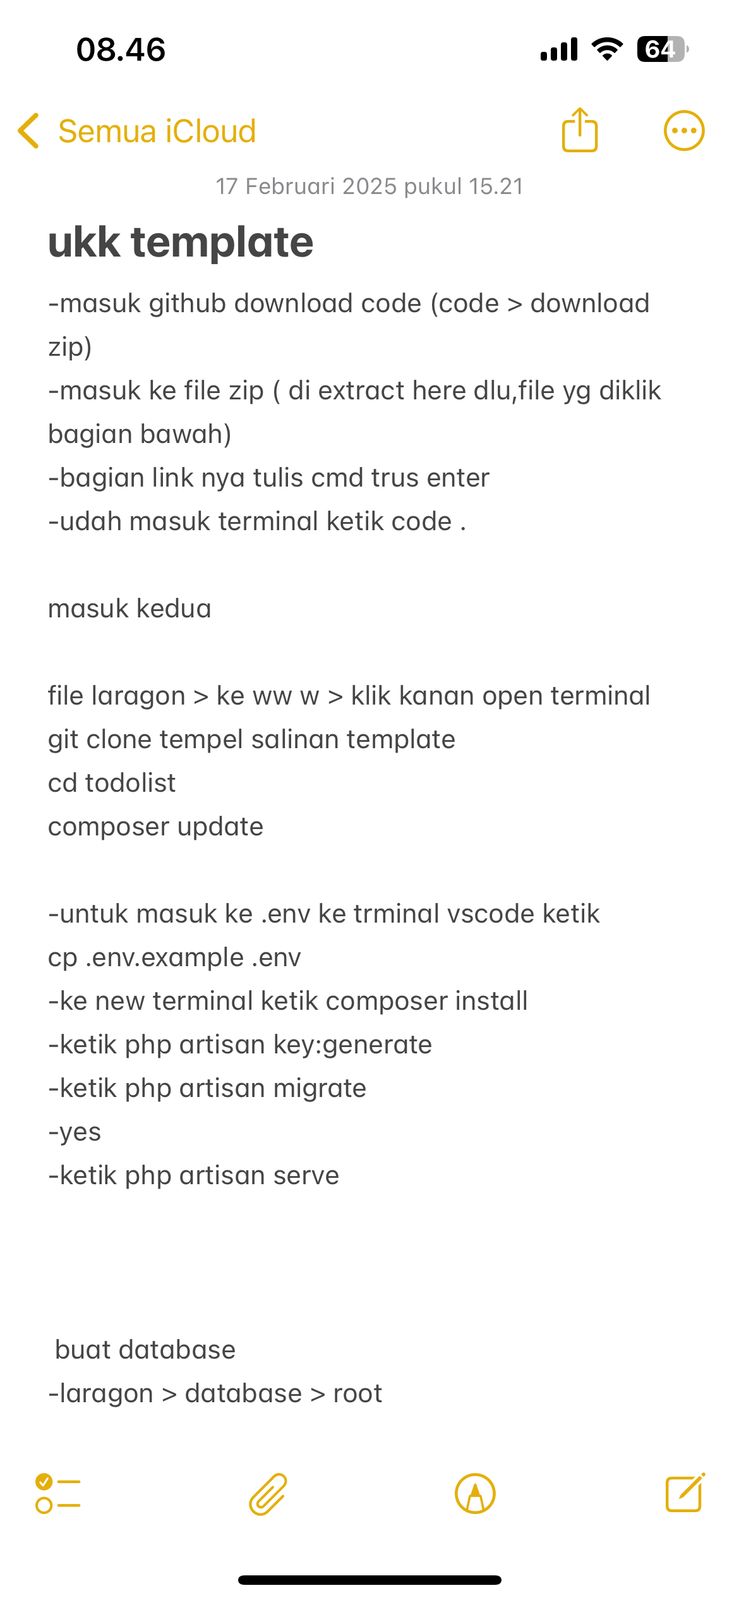 08.46
64
Semua iCloud
17 Februari 2025 pukul 15.21
ukk template
-masuk github download code (code > download
zip)
-masuk ke file zip ( di extract here dlu,file yg diklik
bagian bawah)
-bagian link nya tulis cmd trus enter
-udah masuk terminal ketik code .
masuk kedua
file laragon > ke ww w > klik kanan open terminal
git clone tempel salinan template
cd todolist
composer update
-untuk masuk ke .env ke trminal vscode ketik
cp .env.example .env
-ke new terminal ketik composer install
-ketik php artisan key:generate
-ketik php artisan migrate
-yes
-ketik php artisan serve
buat database
-laragon > database > root